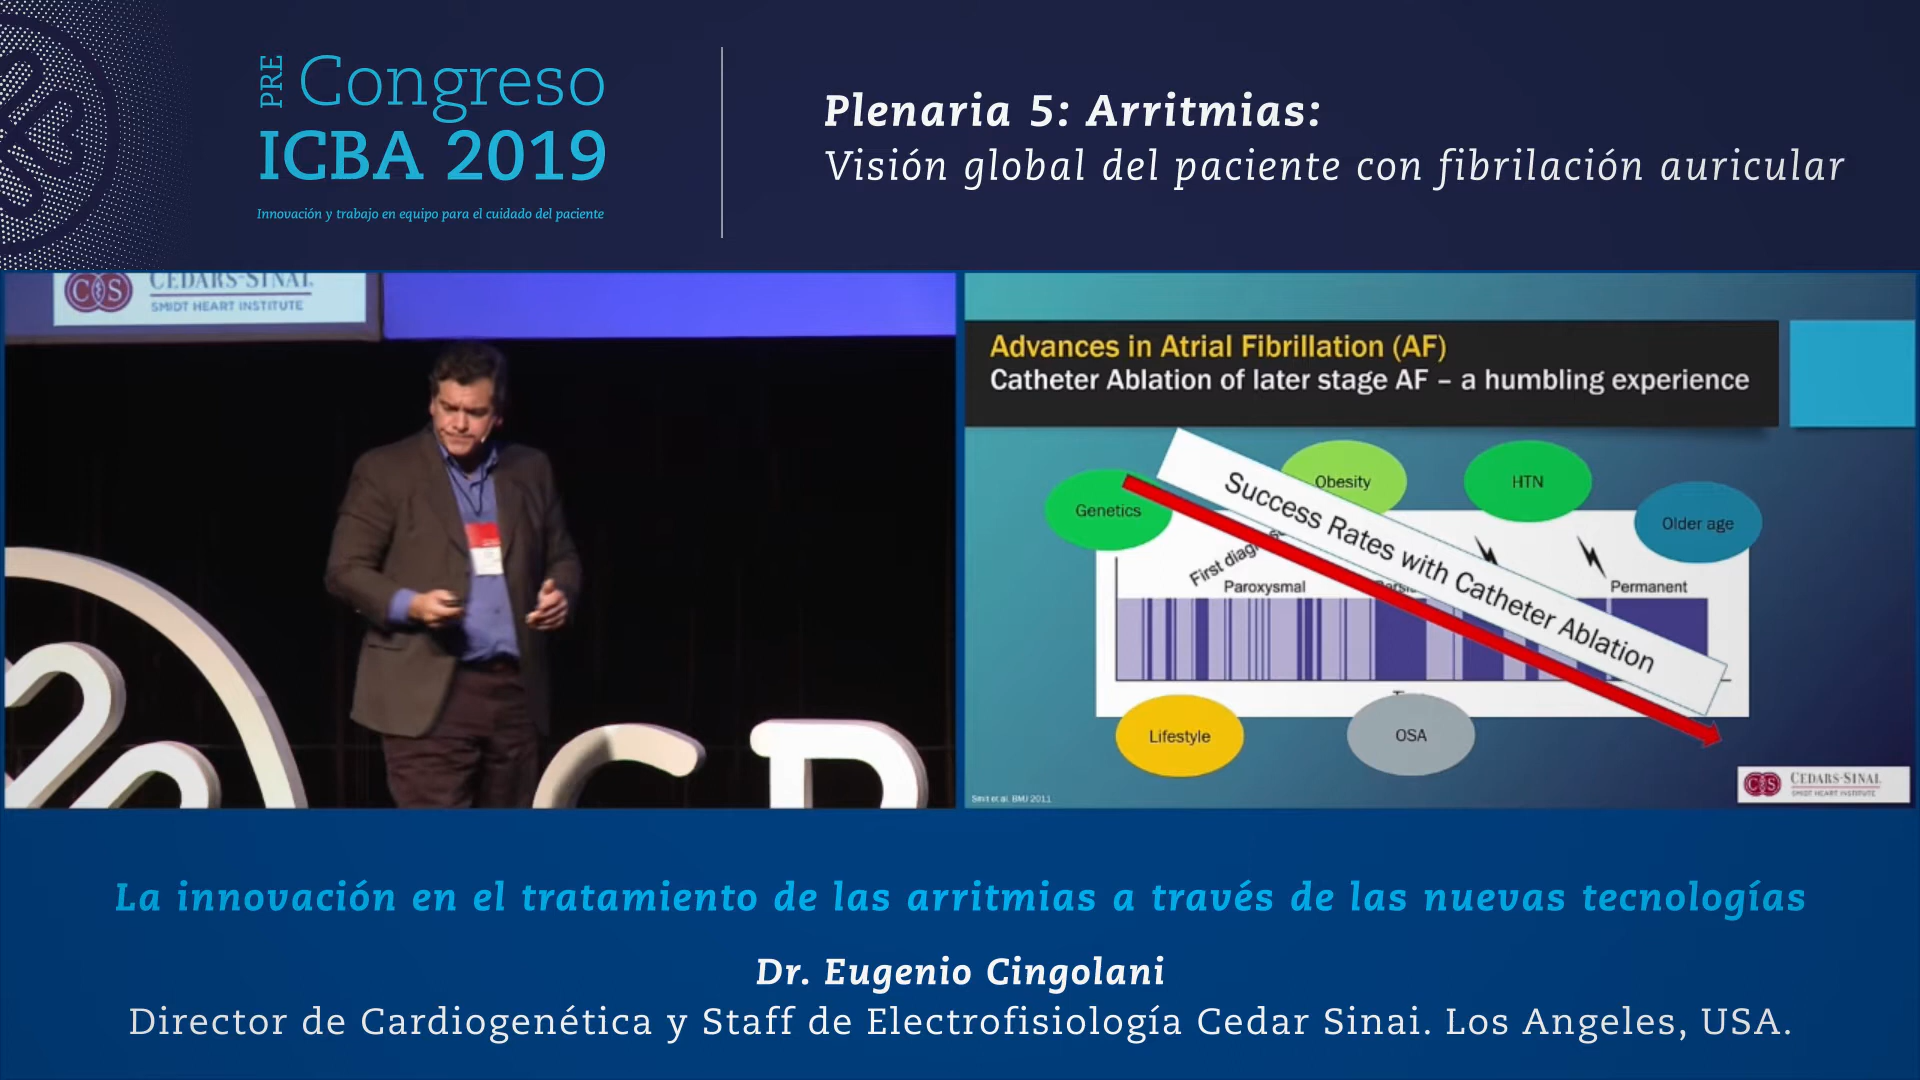 PRE Congreso
ICBA 2019
Innovación y trabajo en equipo para el cuidado del paciente
Plenaria 5: Arritmias:
Visión global del paciente con fibrilación auricular
CEDARS-SINAI
SMIDT HEART INSTITUTE
Advances in Atrial Fibrillation (AF)
Catheter Ablation of later stage AF – a humbling experience
Genetics
Obesity
HTN
Older age
Success Rates with Catheter Ablation
First
Paroxysmal
Permanent
Lifestyle
OSA
CEDARS-SINAI
SMIDT HEART INSTITUTE
La innovación en el tratamiento de las arritmias a través de las nuevas tecnologías
Dr. Eugenio Cingolani
Director de Cardiogenética y Staff de Electrofisiología Cedar Sinai. Los Angeles, USA.